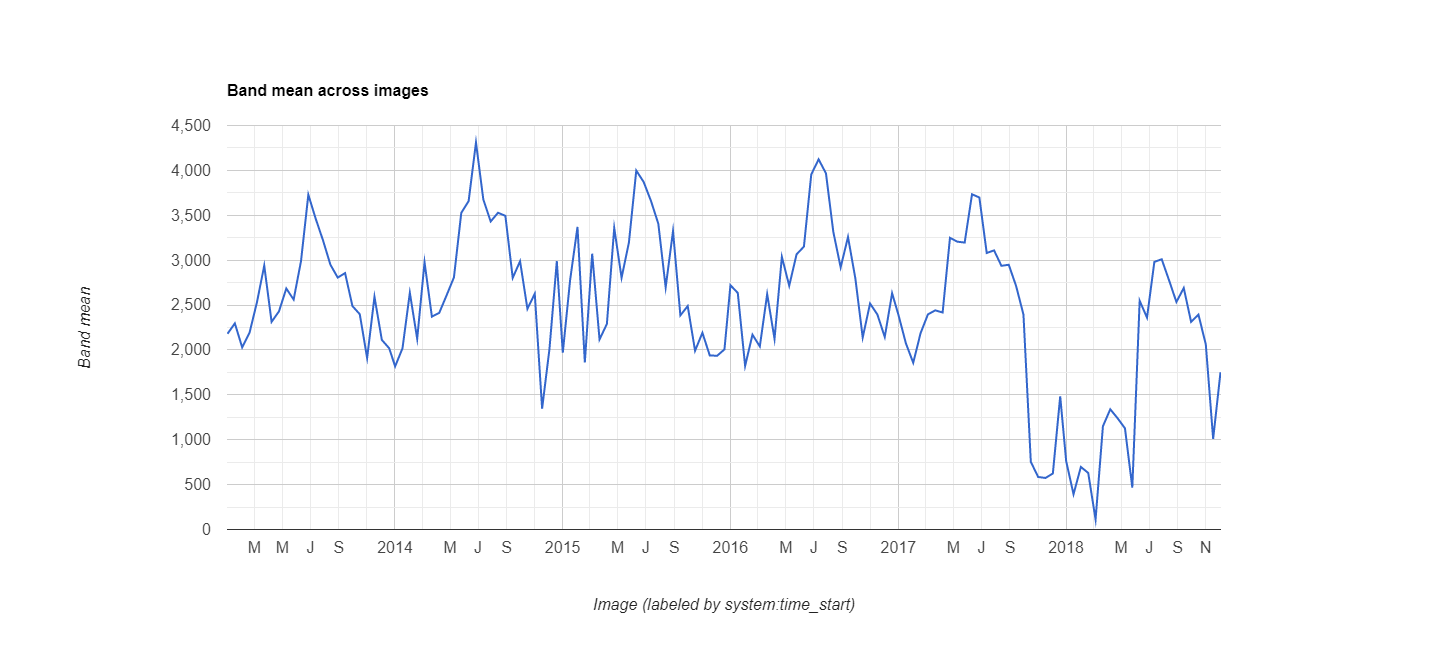 Band mean across images
4,500
4,000
3,500
3,000
2,500
2,000
1,500
1,000
500
0
Band mean
M M J S 2014 M J S 2015 M J S 2016 M J S 2017 M J S 2018 M J S N
Image (labeled by system:time_start)